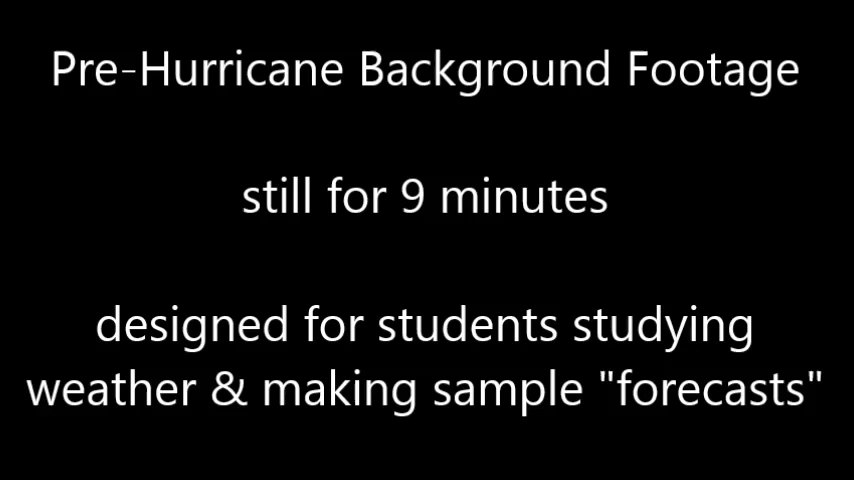 Pre-Hurricane Background Footage
still for 9 minutes
designed for students studying
weather & making sample "forecasts"